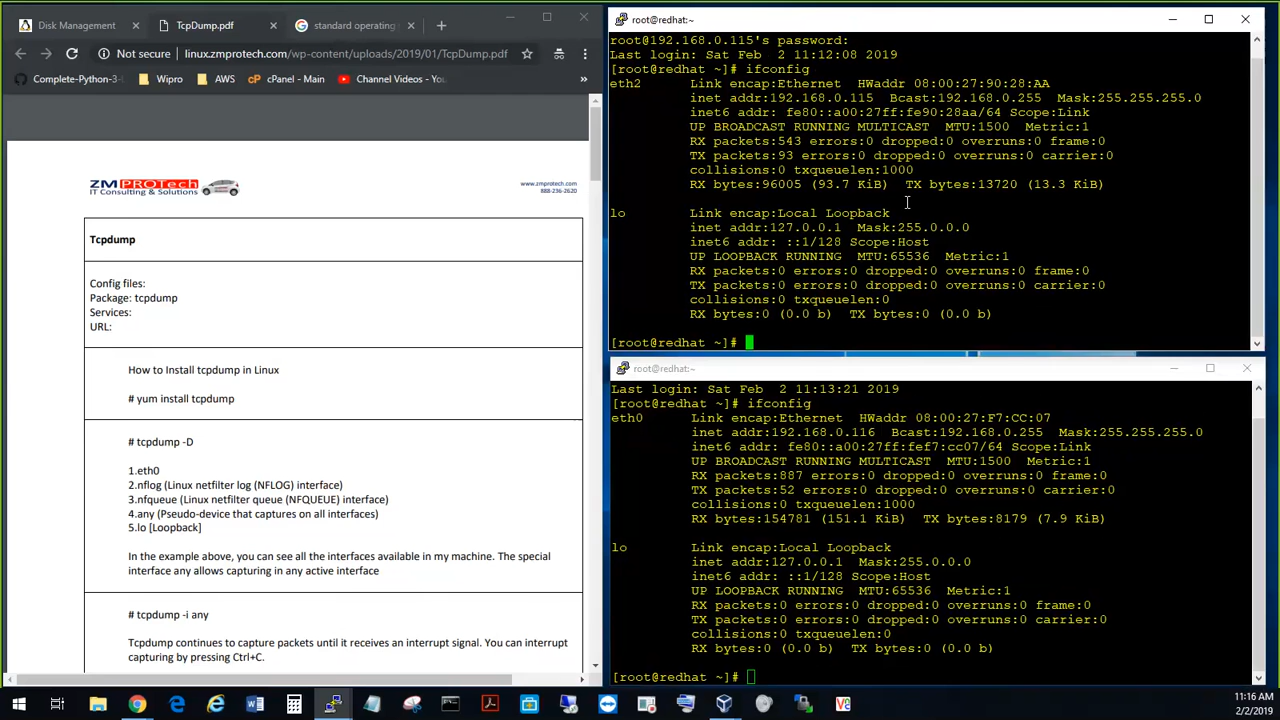 Disk Management
TcpDump.pdf
standard operating
linux.zmprotech.com/wp-content/uploads/2019/01/TcpDump.pdf
Wipro
AWS
cPanel - Main
Channel Videos - You
ZMPROTech
IT Consulting & Solutions
www.zmprotech.com
888-236-2620
Tcpdump
Config files:
Package: tcpdump
Services:
URL:
How to Install tcpdump in Linux
# yum install tcpdump
# tcpdump -D
1.eth0
2.nflog (Linux netfilter log (NFLOG) interface)
3.nfqueue (Linux netfilter queue (NFQUEUE) interface)
4.any (Pseudo-device that captures on all interfaces)
5.lo [Loopback]
In the example above, you can see all the interfaces available in my machine. The special
interface any allows capturing in any active interface
# tcpdump -i any
Tcpdump continues to capture packets until it receives an interrupt signal. You can interrupt
capturing by pressing Ctrl+C.
root@redhat:~
root@192.168.0.115's password:
Last login: Sat Feb  2 11:12:08 2019
[root@redhat ~]# ifconfig
eth2 Link encap:Ethernet  HWaddr 08:00:27:90:28:AA
inet addr:192.168.0.115  Bcast:192.168.0.255  Mask:255.255.255.0
inet6 addr: fe80::a00:27ff:fe90:28aa/64 Scope:Link
UP BROADCAST RUNNING MULTICAST  MTU:1500  Metric:1
RX packets:543 errors:0 dropped:0 overruns:0 frame:0
TX packets:93 errors:0 dropped:0 overruns:0 carrier:0
collisions:0 txqueuelen:1000
RX bytes:96005 (93.7 KiB)  TX bytes:13720 (13.3 KiB)
lo Link encap:Local Loopback
inet addr:127.0.0.1  Mask:255.0.0.0
inet6 addr: ::1/128 Scope:Host
UP LOOPBACK RUNNING  MTU:65536  Metric:1
RX packets:0 errors:0 dropped:0 overruns:0 frame:0
TX packets:0 errors:0 dropped:0 overruns:0 carrier:0
collisions:0 txqueuelen:0
RX bytes:0 (0.0 b)  TX bytes:0 (0.0 b)
[root@redhat ~]#
root@redhat:~
Last login: Sat Feb  2 11:13:21 2019
[root@redhat ~]# ifconfig
eth0 Link encap:Ethernet  HWaddr 08:00:27:F7:CC:07
inet addr:192.168.0.116  Bcast:192.168.0.255  Mask:255.255.255.0
inet6 addr: fe80::a00:27ff:fef7:cc07/64 Scope:Link
UP BROADCAST RUNNING MULTICAST  MTU:1500  Metric:1
RX packets:887 errors:0 dropped:0 overruns:0 frame:0
TX packets:52 errors:0 dropped:0 overruns:0 carrier:0
collisions:0 txqueuelen:1000
RX bytes:154781 (151.1 KiB)  TX bytes:8179 (7.9 KiB)
lo Link encap:Local Loopback
inet addr:127.0.0.1  Mask:255.0.0.0
inet6 addr: ::1/128 Scope:Host
UP LOOPBACK RUNNING  MTU:65536  Metric:1
RX packets:0 errors:0 dropped:0 overruns:0 frame:0
TX packets:0 errors:0 dropped:0 overruns:0 carrier:0
collisions:0 txqueuelen:0
RX bytes:0 (0.0 b)  TX bytes:0 (0.0 b)
[root@redhat ~]#
11:16 AM
2/2/2019